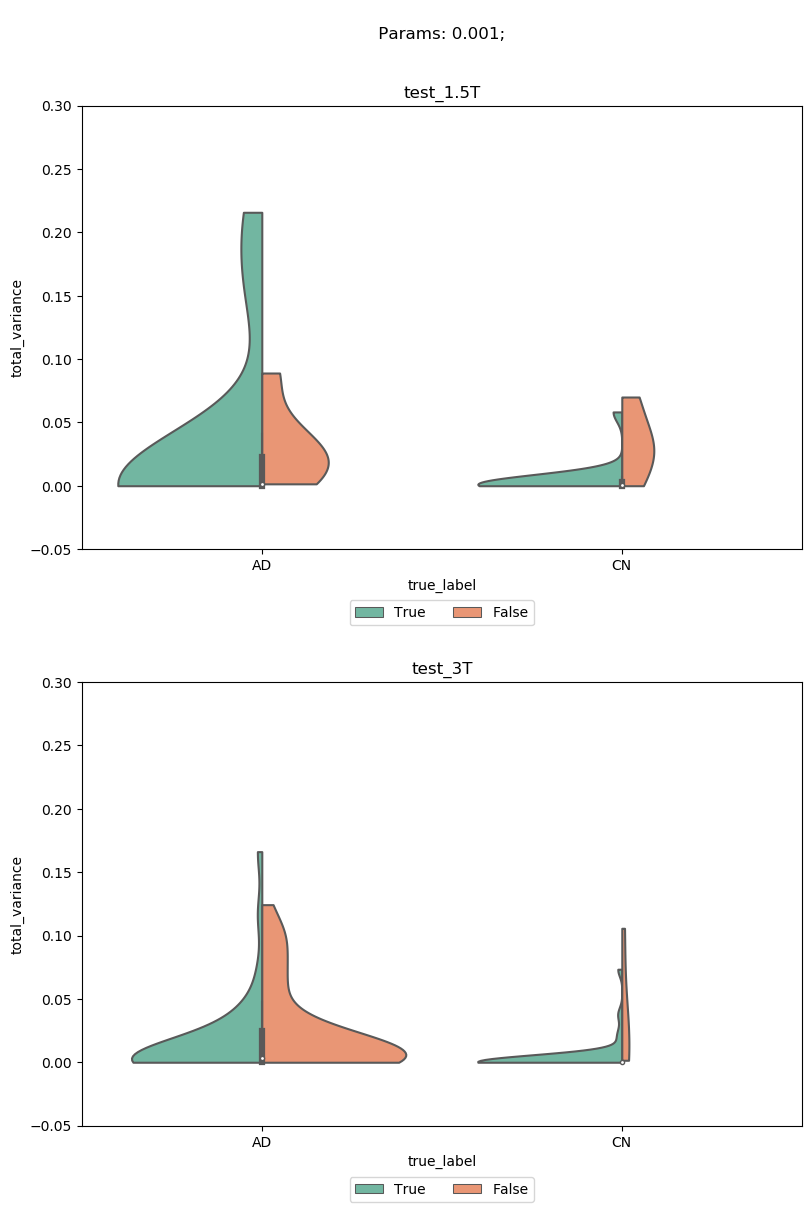 Params: 0.001;
test_1.5T
0.30
0.25
0.20
0.15
0.10
0.05
0.00
−0.05
total_variance
AD CN
true_label
True False
test_3T
0.30
0.25
0.20
0.15
0.10
0.05
0.00
−0.05
total_variance
AD CN
true_label
True False